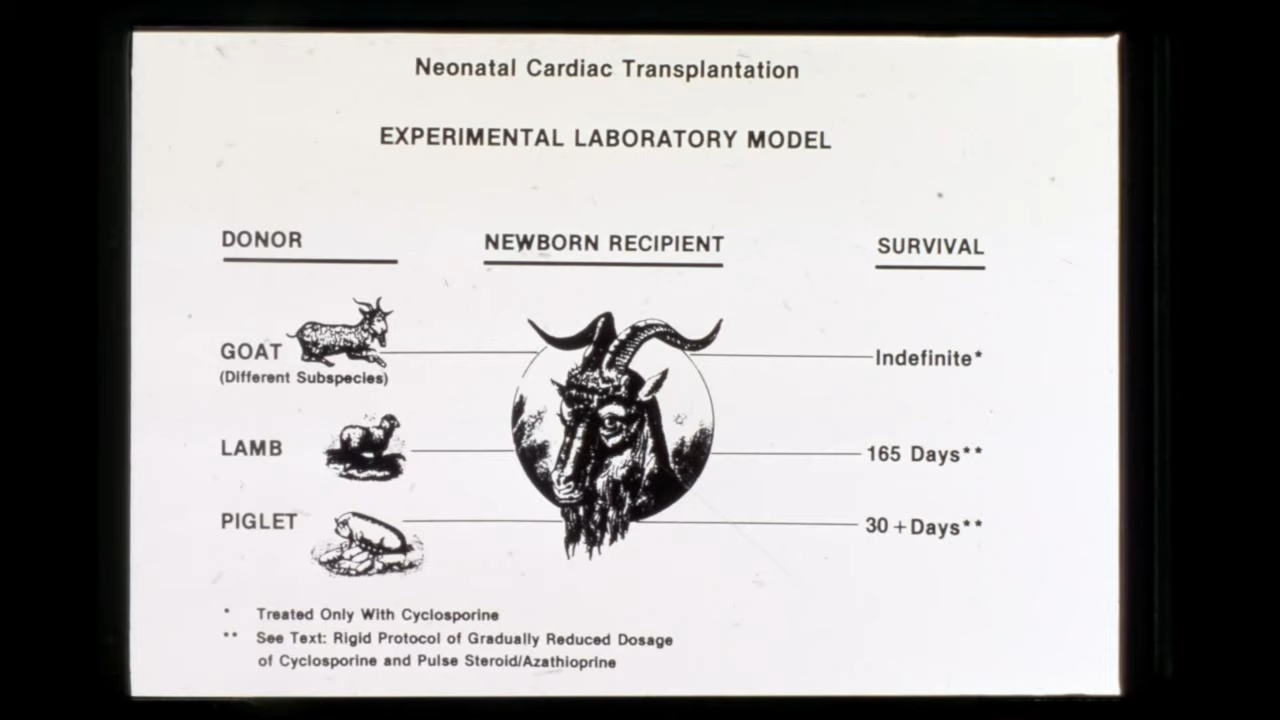 Neonatal Cardiac Transplantation
EXPERIMENTAL LABORATORY MODEL
DONOR NEWBORN RECIPIENT SURVIVAL
GOAT Indefinite*
(Different Subspecies)
LAMB 165 Days**
PIGLET 30 + Days**
* Treated Only With Cyclosporine
** See Text: Rigid Protocol of Gradually Reduced Dosage
of Cyclosporine and Pulse Steroid/Azathioprine